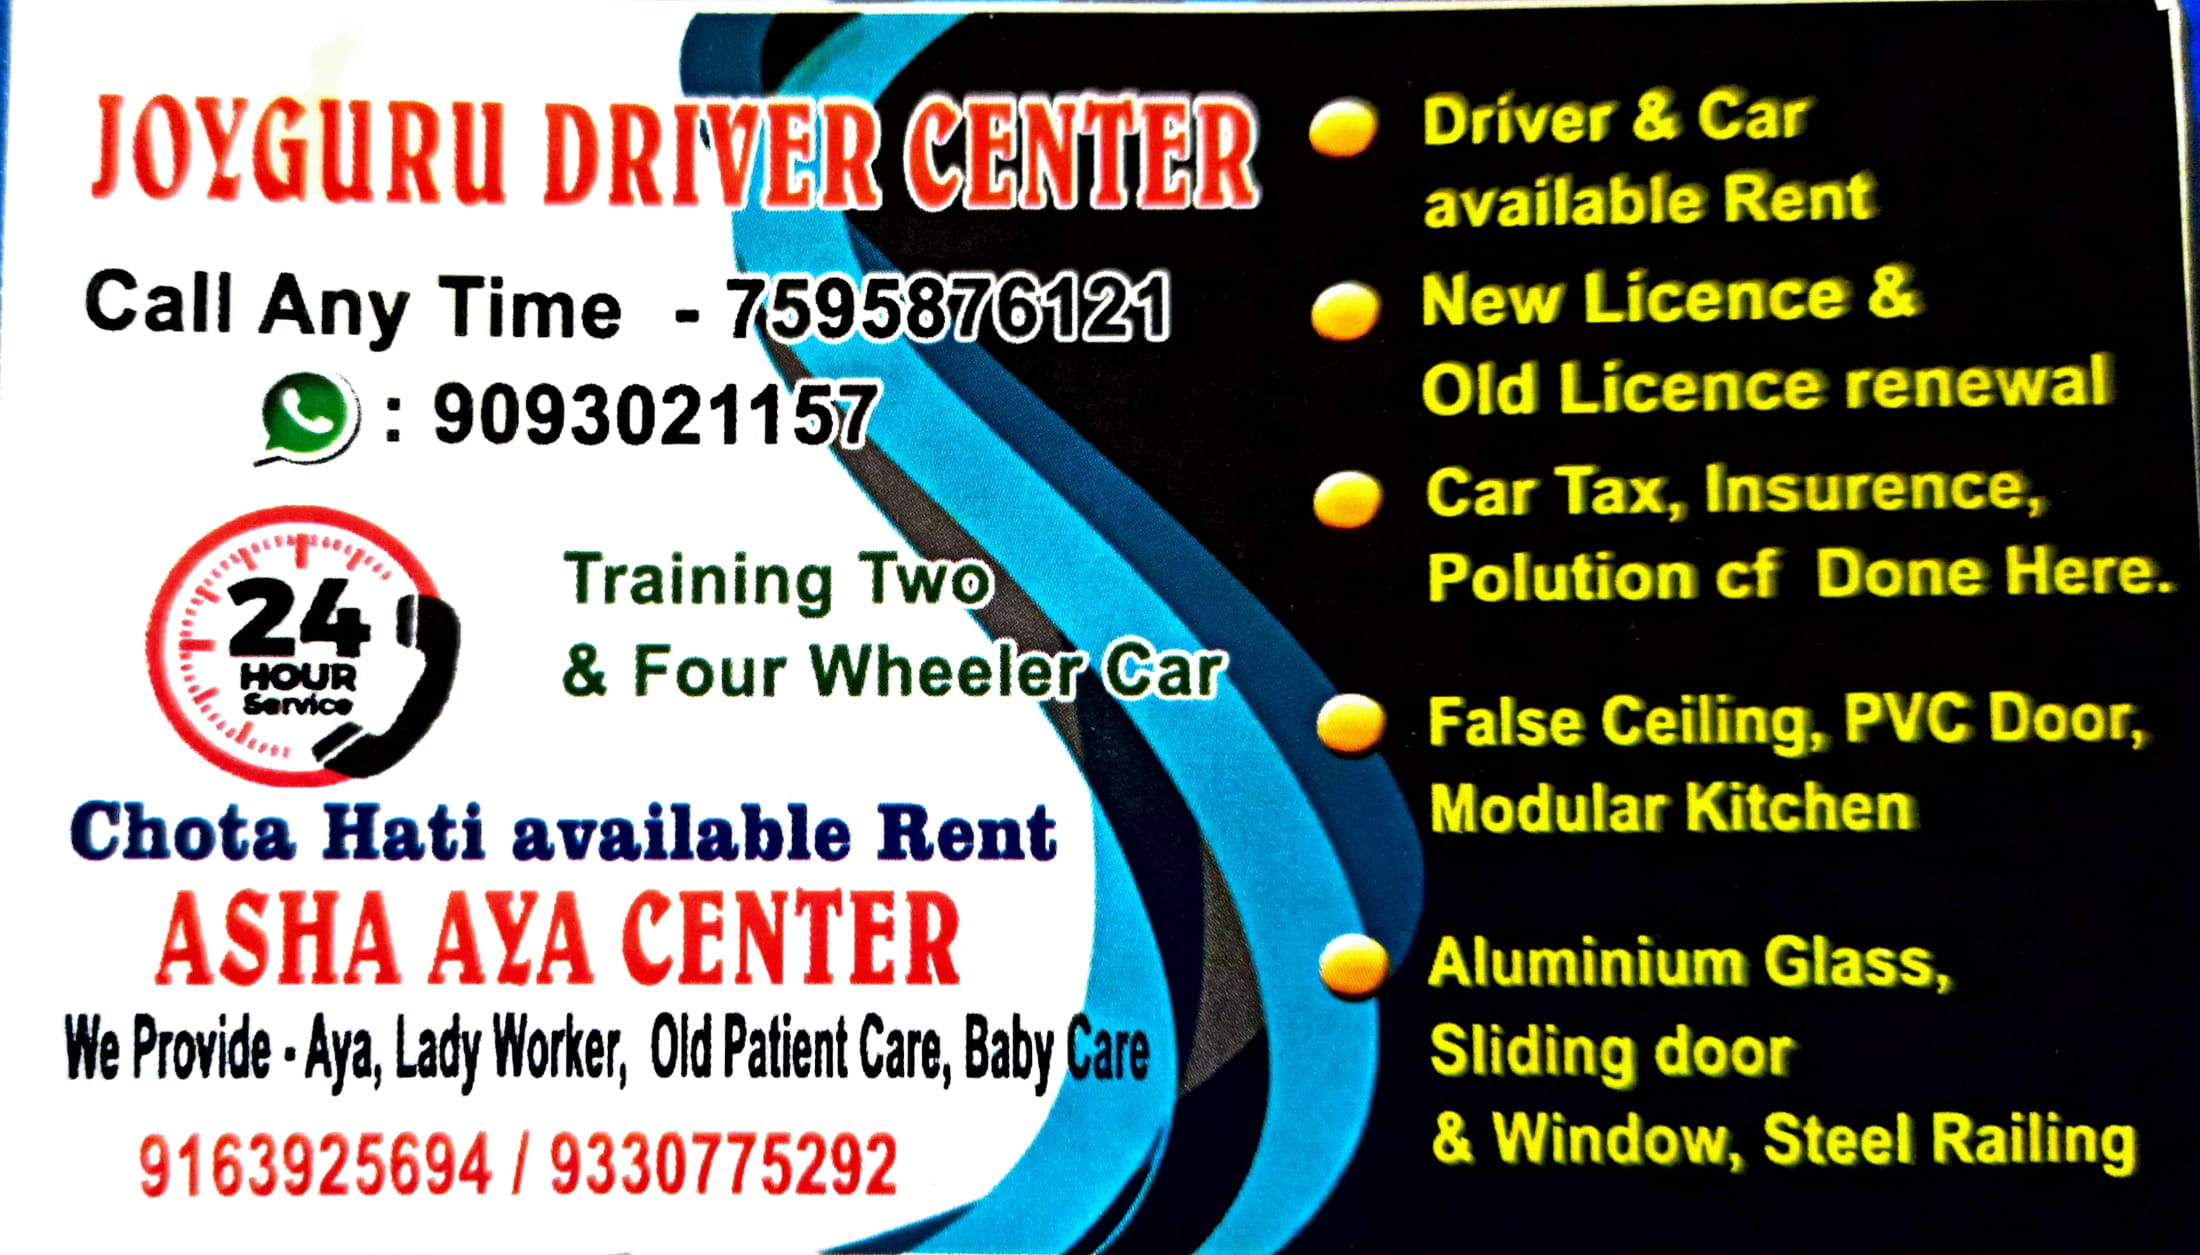 JOYGURU DRIVER CENTER
Call Any Time - 7595876121
: 9093021157
24
HOUR
Service
Training Two
& Four Wheeler Car
Chota Hati available Rent
ASHA AYA CENTER
We Provide - Aya, Lady Worker, Old Patient Care, Baby Care
9163925694 / 9330775292
Driver & Car
available Rent
New Licence &
Old Licence renewal
Car Tax, Insurence,
Polution cf Done Here.
False Ceiling, PVC Door,
Modular Kitchen
Aluminium Glass,
Sliding door
& Window, Steel Railing